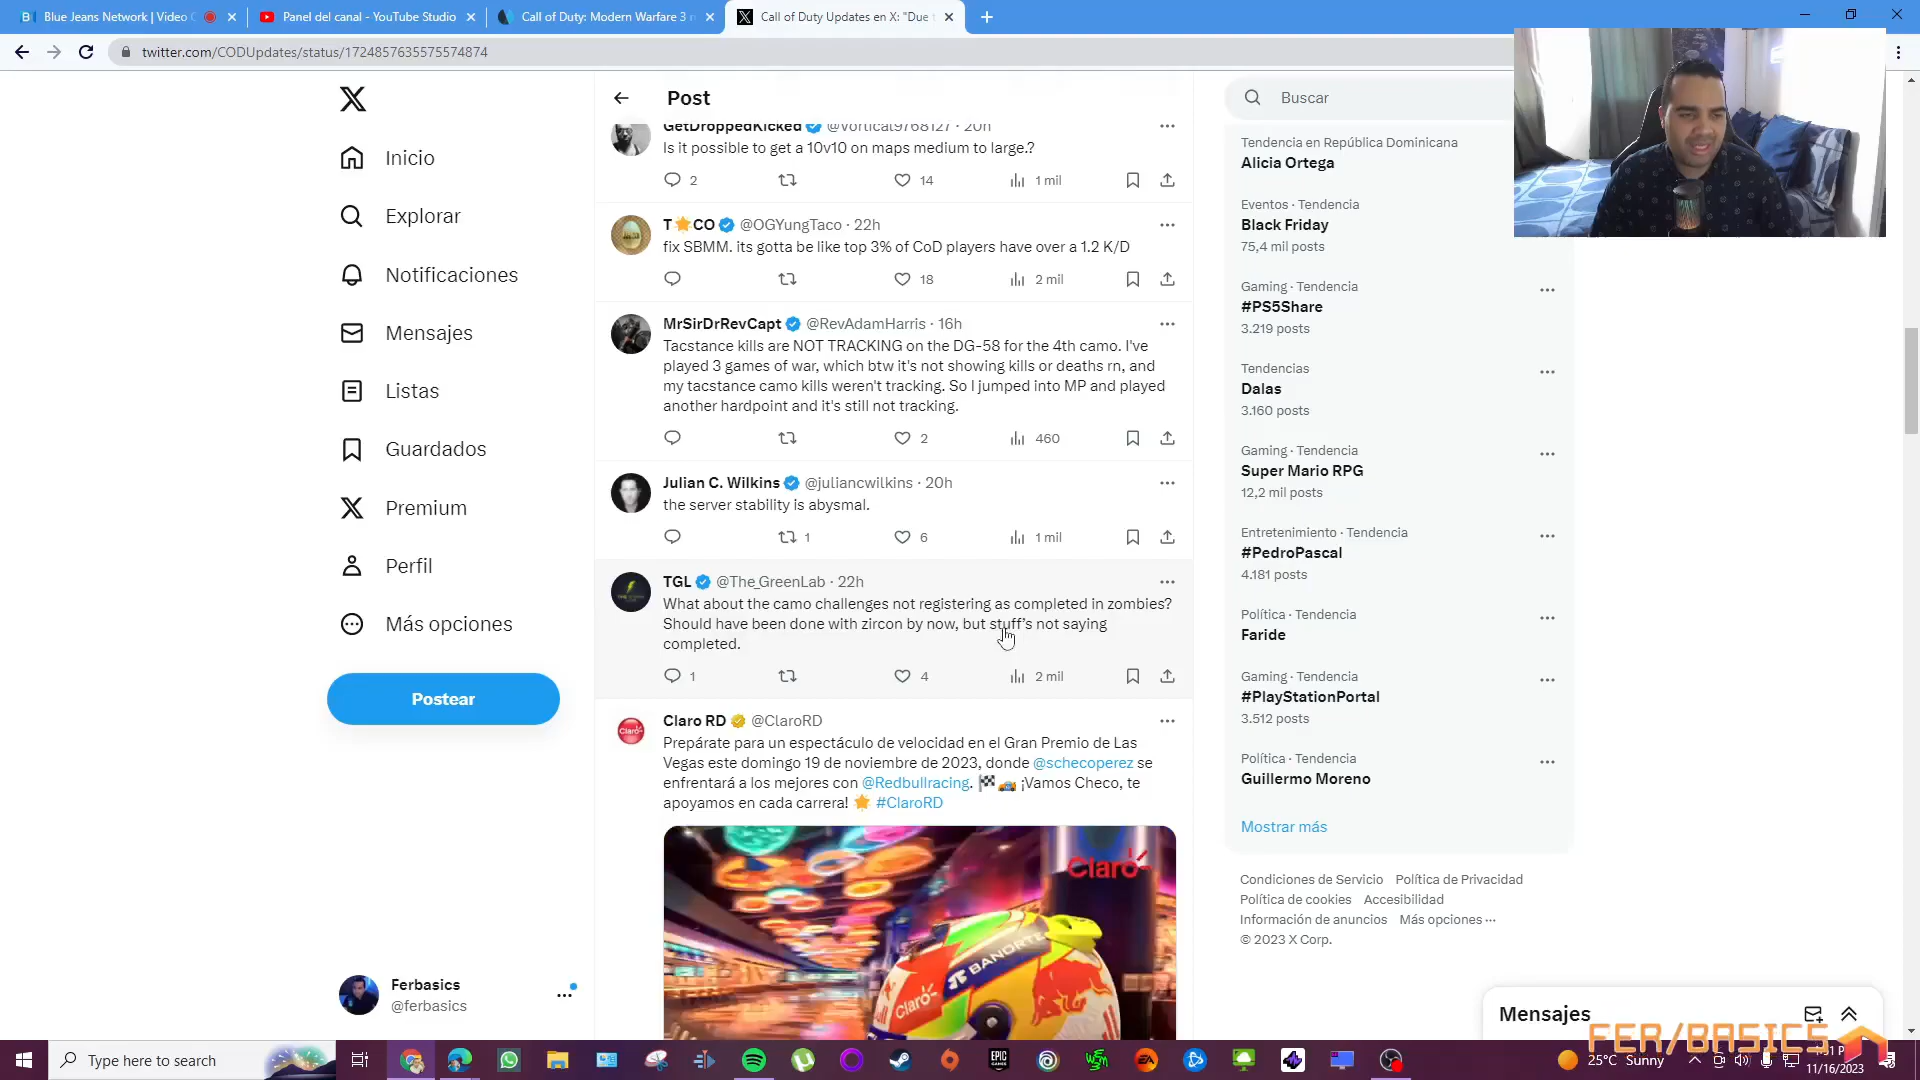 Blue Jeans Network | Video
Panel del canal - YouTube Studio
Call of Duty: Modern Warfare 3
Call of Duty Updates en X: "Due
twitter.com/CODUpdates/status/1724857635575574874
Inicio
Explorar
Notificaciones
Mensajes
Listas
Guardados
Premium
Perfil
Más opciones
Postear
Ferbasics
@ferbasics
Post
GetDroppedKicked @Vortical9768127 · 20h
Is it possible to get a 10v10 on maps medium to large.?
2 14 1 mil
T CO @OGYungTaco · 22h
fix SBMM. its gotta be like top 3% of CoD players have over a 1.2 K/D
18 2 mil
MrSirDrRevCapt @RevAdamHarris · 16h
Tacstance kills are NOT TRACKING on the DG-58 for the 4th camo. I've
played 3 games of war, which btw it's not showing kills or deaths rn, and
my tacstance camo kills weren't tracking. So I jumped into MP and played
another hardpoint and it's still not tracking.
2 460
Julian C. Wilkins @juliancwilkins · 20h
the server stability is abysmal.
1 6 1 mil
TGL @The_GreenLab · 22h
What about the camo challenges not registering as completed in zombies?
Should have been done with zircon by now, but stuff's not saying
completed.
1 4 2 mil
Claro RD @ClaroRD
Prepárate para un espectáculo de velocidad en el Gran Premio de Las
Vegas este domingo 19 de noviembre de 2023, donde @schecoperez se
enfrentará a los mejores con @Redbullracing. ¡Vamos Checo, te
apoyamos en cada carrera! #ClaroRD
Claro
BANORTE
Claro
Buscar
Tendencia en República Dominicana
Alicia Ortega
Eventos · Tendencia
Black Friday
75,4 mil posts
Gaming · Tendencia
#PS5Share
3.219 posts
Tendencias
Dalas
3.160 posts
Gaming · Tendencia
Super Mario RPG
12,2 mil posts
Entretenimiento · Tendencia
#PedroPascal
4.181 posts
Política · Tendencia
Faride
Gaming · Tendencia
#PlayStationPortal
3.512 posts
Política · Tendencia
Guillermo Moreno
Mostrar más
Condiciones de Servicio Política de Privacidad
Política de cookies Accesibilidad
Información de anuncios Más opciones ···
© 2023 X Corp.
Mensajes
FER/BASICS
Type here to search
EPIC GAMES
EA
25°C Sunny
11/16/2023